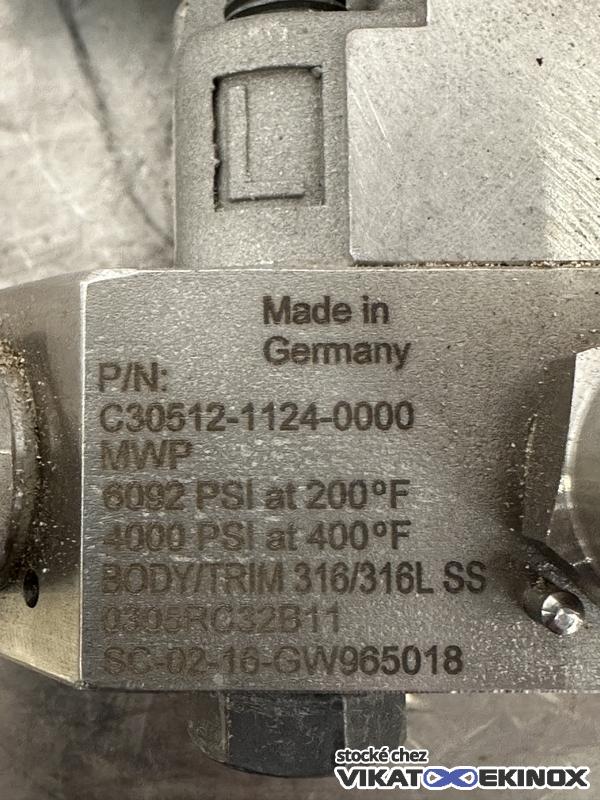 Made in
Germany
P/N:
C30512-1124-0000
MWP
6092 PSI at 200°F
4000 PSI at 400°F
BODY/TRIM 316/316L SS
0305RC32B11
SC-02-16-GW965018
stocké chez
VIKAT EKINOX